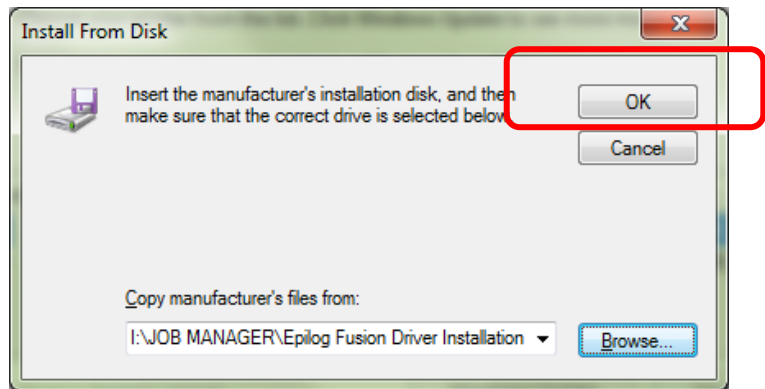 Install From Disk
Insert the manufacturer's installation disk, and then
make sure that the correct drive is selected below
OK
Cancel
Copy manufacturer's files from:
I:\JOB MANAGER\Epilog Fusion Driver Installation
Browse...